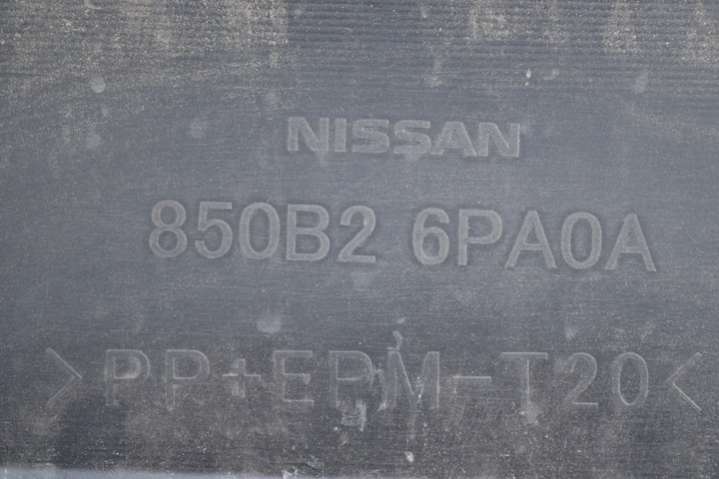 NISSAN
850B2 6PA0A
>PP+EPM-T20<